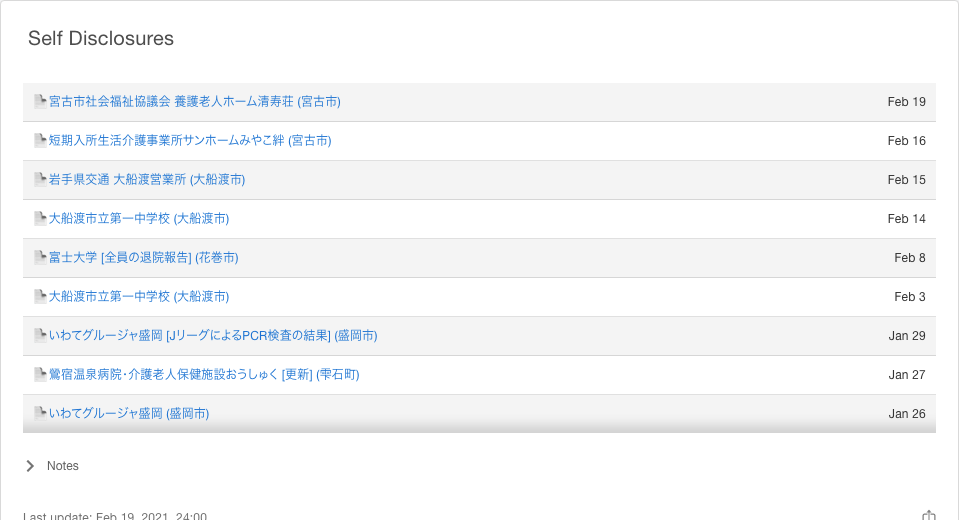 Self Disclosures
宮古市社会福祉協議会 養護老人ホーム清寿荘 (宮古市) Feb 19
短期入所生活介護事業所サンホームみやこ絆 (宮古市) Feb 16
岩手県交通 大船渡営業所 (大船渡市) Feb 15
大船渡市立第一中学校 (大船渡市) Feb 14
富士大学 [全員の退院報告] (花巻市) Feb 8
大船渡市立第一中学校 (大船渡市) Feb 3
いわてグルージャ盛岡 [JリーグによるPCR検査の結果] (盛岡市) Jan 29
鶯宿温泉病院・介護老人保健施設おうしゅく [更新] (雫石町) Jan 27
いわてグルージャ盛岡 (盛岡市) Jan 26
Notes
Last update: Feb 19, 2021, 24:00